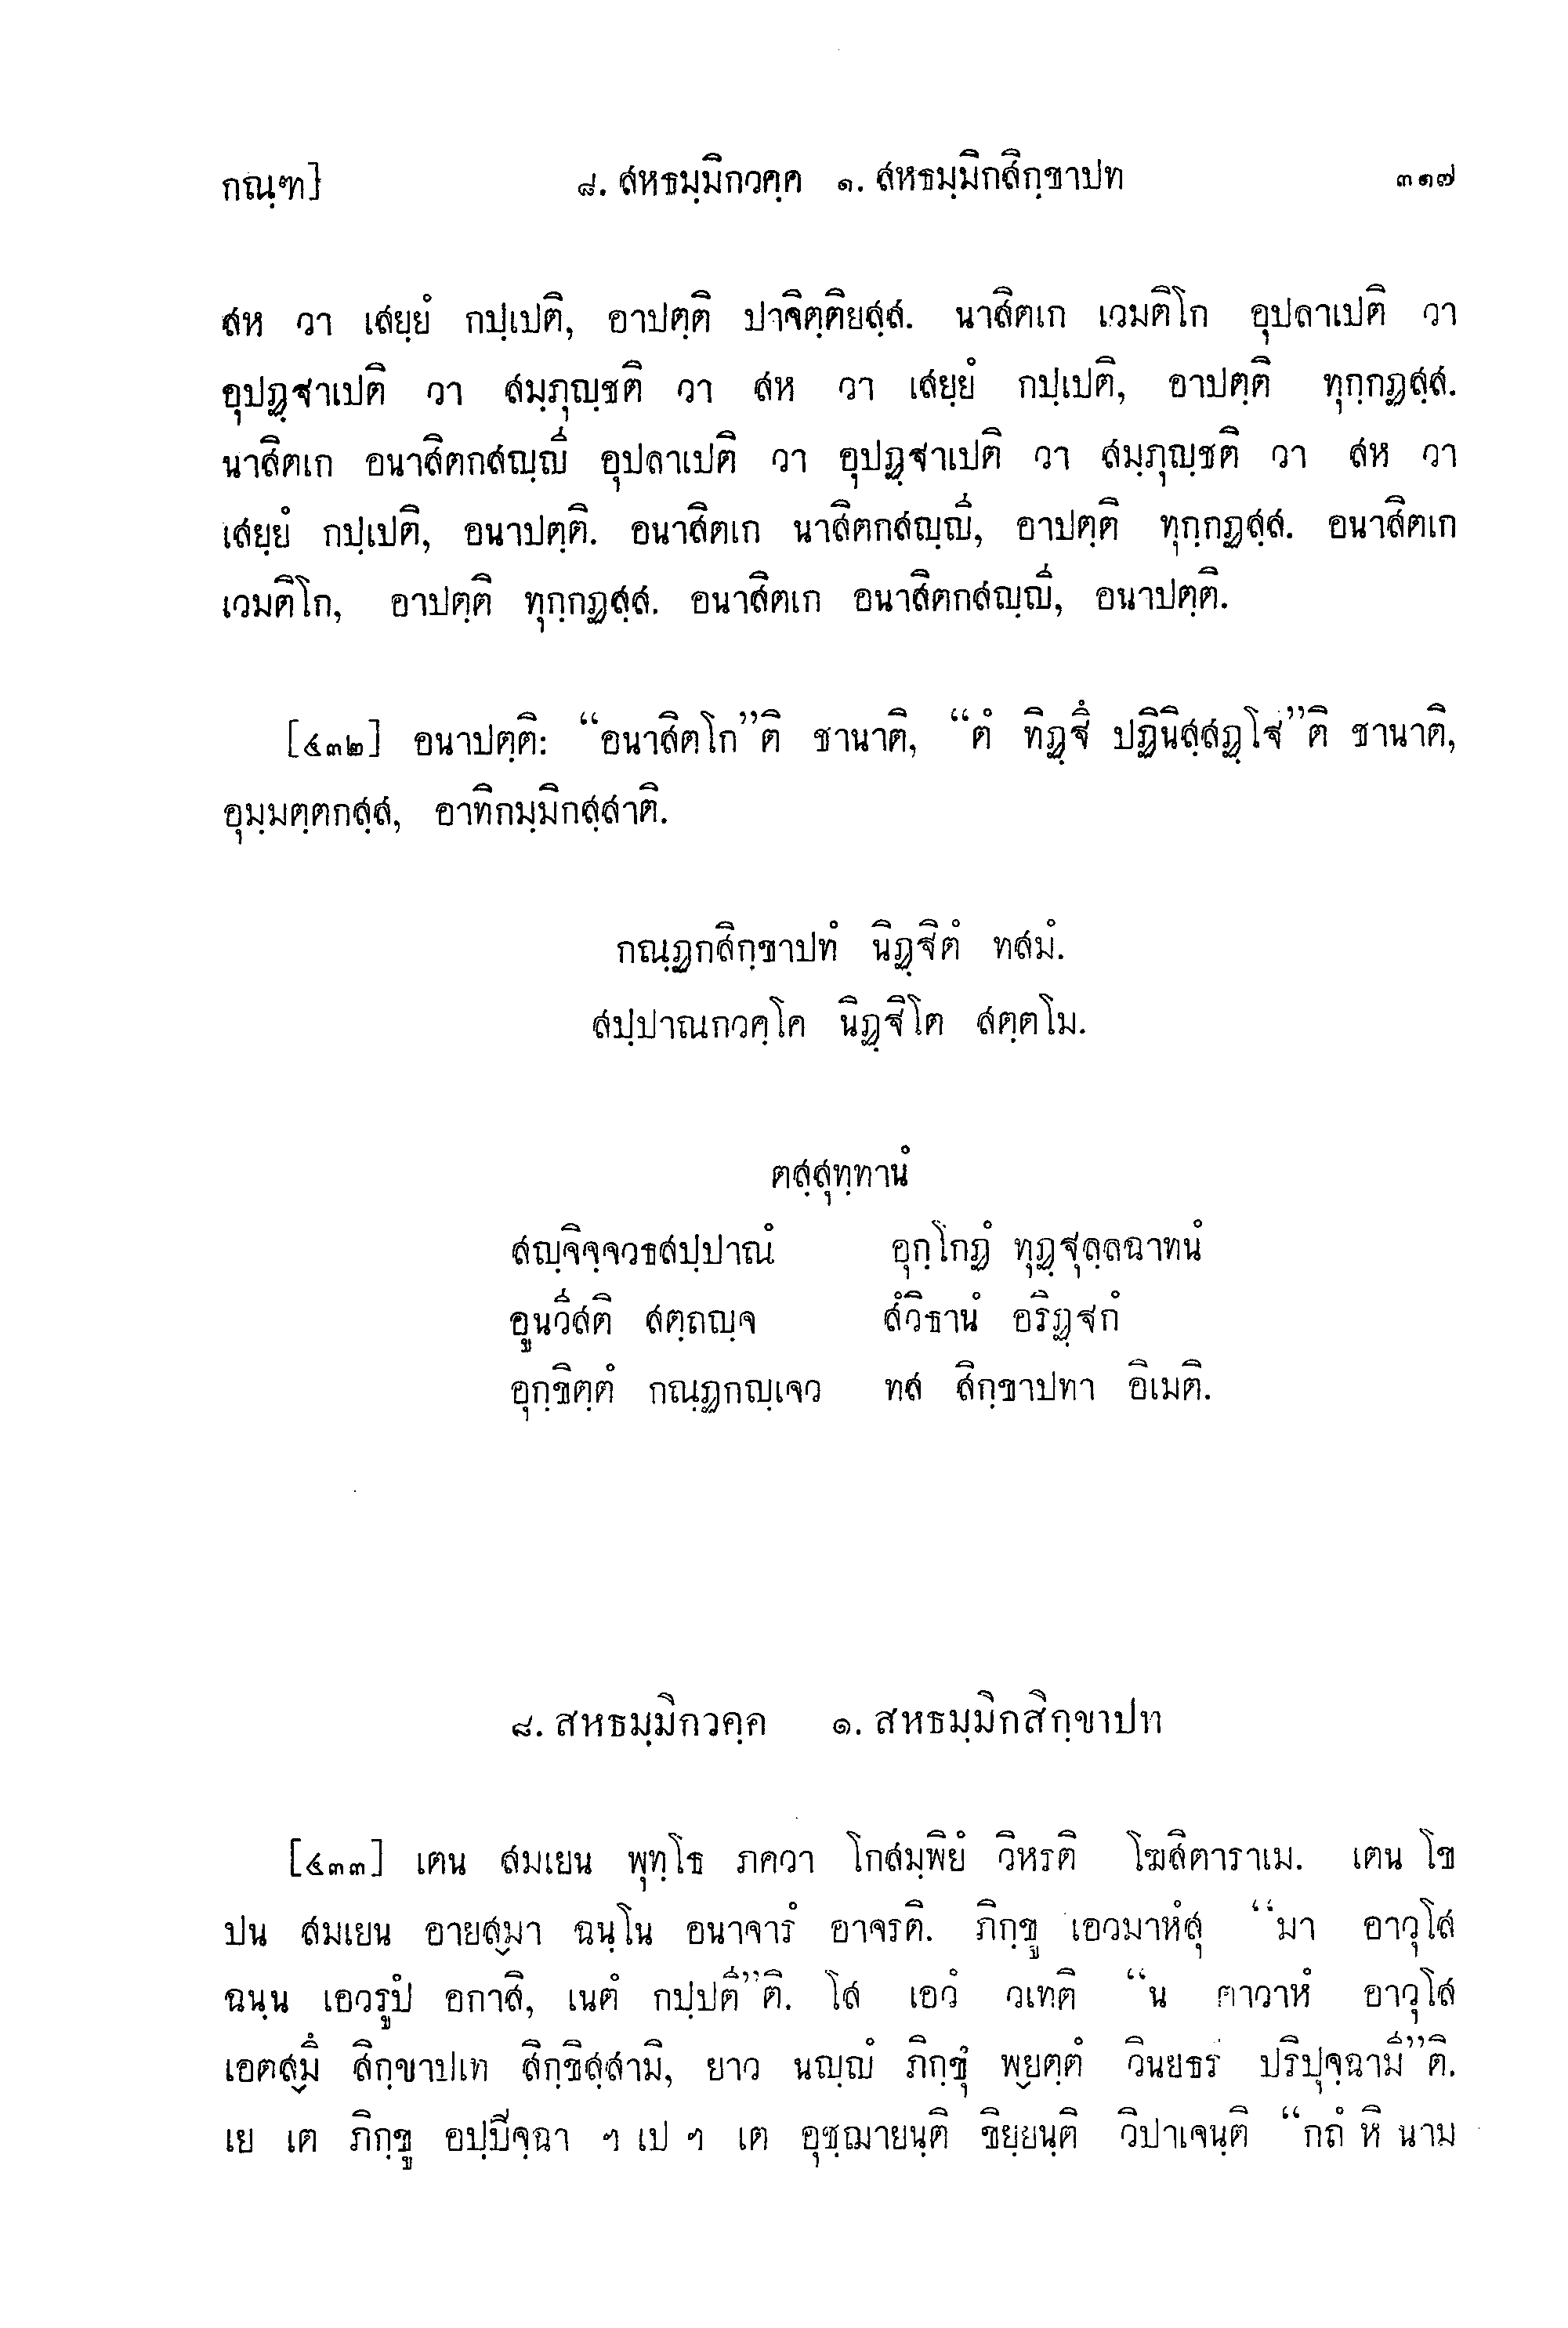 กณฺฑ] ๘. สหธมฺมิกวคฺค ๑. สหธมฺมิกสิกฺขาปท ๓๑๗
สห วา เสยฺยํ กปฺเปติ, อาปตฺติ ปาจิตฺติยสฺส. นาสิตเก เวมติโก อุปลาเปติ วา
อุปฏฺฐาเปติ วา สมฺภุญฺชติ วา สห วา เสยฺยํ กปฺเปติ, อาปตฺติ ทุกฺกฏสฺส.
นาสิตเก อนาสิตกสญฺญี อุปลาเปติ วา อุปฏฺฐาเปติ วา สมฺภุญฺชติ วา สห วา
เสยฺยํ กปฺเปติ, อนาปตฺติ. อนาสิตเก นาสิตกสญฺญี, อาปตฺติ ทุกฺกฏสฺส. อนาสิตเก
เวมติโก, อาปตฺติ ทุกฺกฏสฺส. อนาสิตเก อนาสิตกสญฺญี, อนาปตฺติ.
[๔๓๒] อนาปตฺติ: “อนาสิตโก”ติ ชานาติ, “ตํ ทิฏฺฐึ ปฏินิสฺสฏฺโฐ”ติ ชานาติ,
อุมฺมตฺตกสฺส, อาทิกมฺมิกสฺสาติ.
กณฺฏกสิกฺขาปทํ นิฏฺฐิตํ ทสมํ.
สปฺปาณกวคฺโค นิฏฺฐิโต สตฺตโม.
ตสฺสุทฺทานํ
สญฺจิจฺจวธสปฺปาณํ อุกฺโกฏํ ทุฏฺฐุลฺลฉาทนํ
อูนวีสติ สตฺถญฺจ สํวิธานํ อริฏฺฐกํ
อุกฺขิตฺตํ กณฺฏกญฺเจว ทส สิกฺขาปทา อิเมติ.
๘. สหธมฺมิกวคฺค ๑. สหธมฺมิกสิกฺขาปท
[๔๓๓] เตน สมเยน พุทฺโธ ภควา โกสมฺพิยํ วิหรติ โฆสิตาราเม. เตน โข
ปน สมเยน อายสฺมา ฉนฺโน อนาจารํ อาจรติ. ภิกฺขู เอวมาหํสุ “มา อาวุโส
ฉนฺน เอวรูปํ อกาสิ, เนตํ กปฺปตี”ติ. โส เอวํ วเทติ “น ตาวาหํ อาวุโส
เอตสฺมึ สิกฺขาปเท สิกฺขิสฺสามิ, ยาว นญฺญํ ภิกฺขุํ พฺยตฺตํ วินยธรํ ปริปุจฺฉามี”ติ.
เย เต ภิกฺขู อปฺปิจฺฉา ฯ เป ฯ เต อุชฺฌายนฺติ ขิยฺยนฺติ วิปาเจนฺติ “กถํ หิ นาม